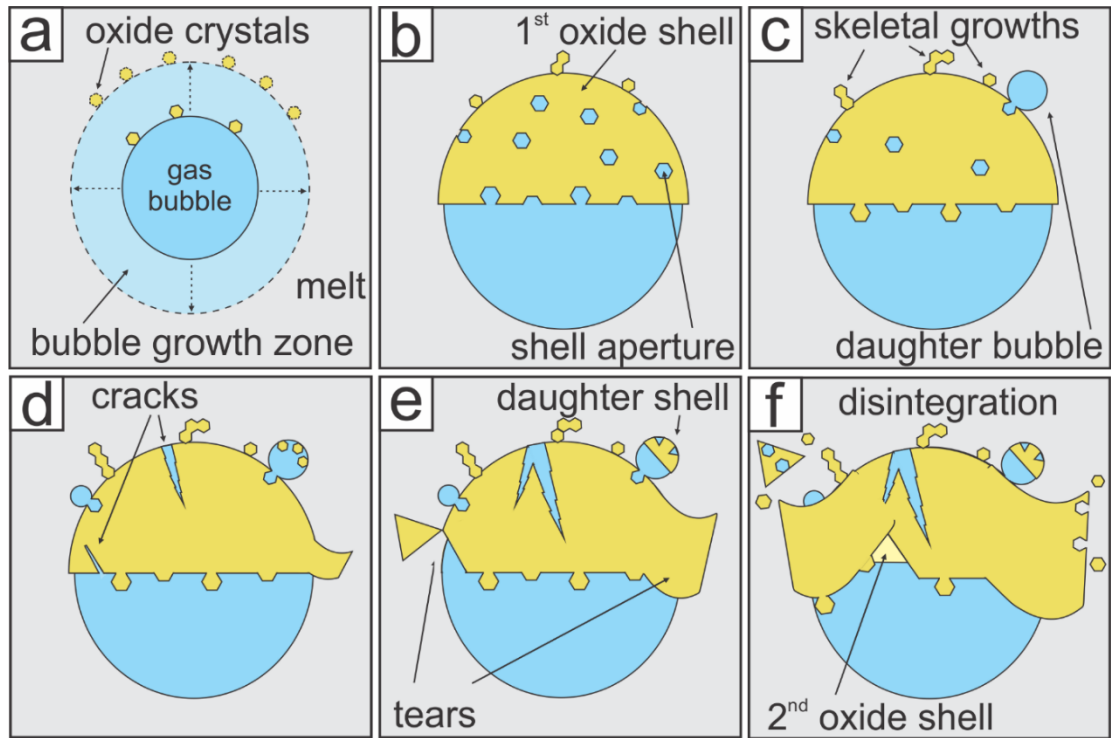 a
oxide crystals
gas
bubble
melt
bubble growth zone
b
1st oxide shell
shell aperture
c
skeletal growths
daughter bubble
d
cracks
e
daughter shell
tears
f
disintegration
2nd oxide shell